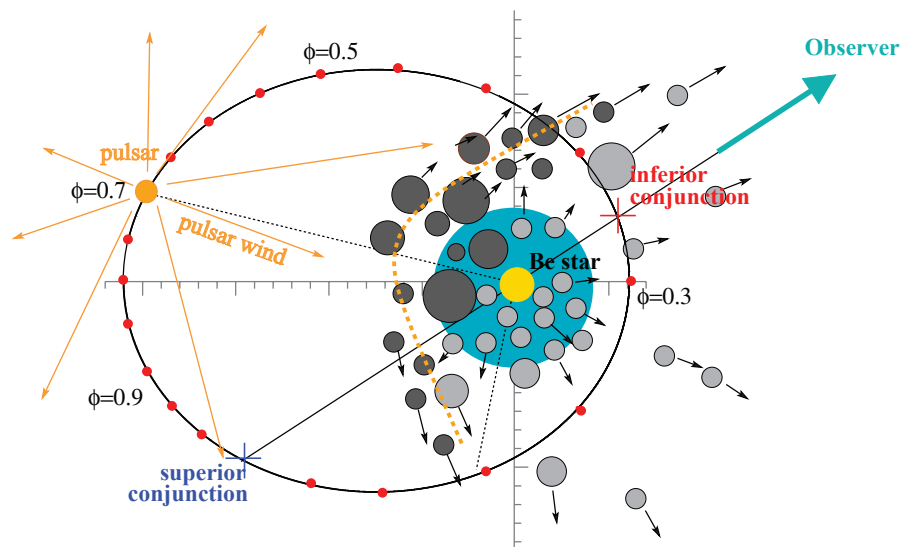 Observer
ϕ=0.5
pulsar
ϕ=0.7
inferior
conjunction
pulsar wind
Be star
ϕ=0.3
ϕ=0.9
superior
conjunction